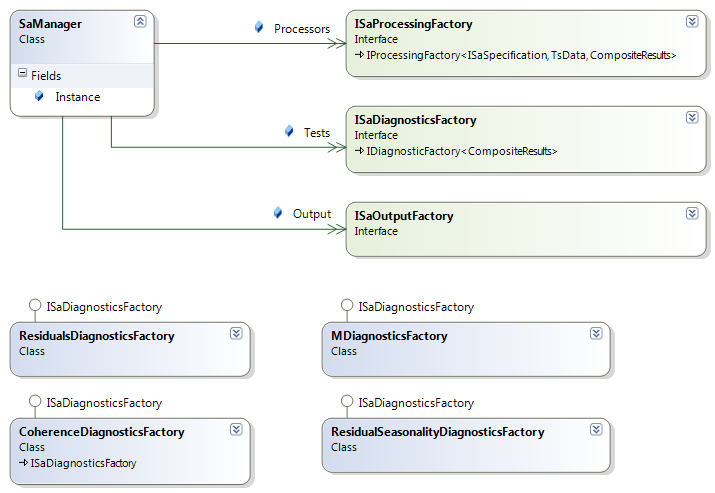 SaManager
Class
Fields
Instance
Processors
ISaProcessingFactory
Interface
IProcessingFactory<ISaSpecification, TsData, CompositeResults>
Tests
ISaDiagnosticsFactory
Interface
IDiagnosticFactory<CompositeResults>
Output
ISaOutputFactory
Interface
ISaDiagnosticsFactory
ResidualsDiagnosticsFactory
Class
ISaDiagnosticsFactory
MDiagnosticsFactory
Class
ISaDiagnosticsFactory
CoherenceDiagnosticsFactory
Class
ISaDiagnosticsFactory
ISaDiagnosticsFactory
ResidualSeasonalityDiagnosticsFactory
Class